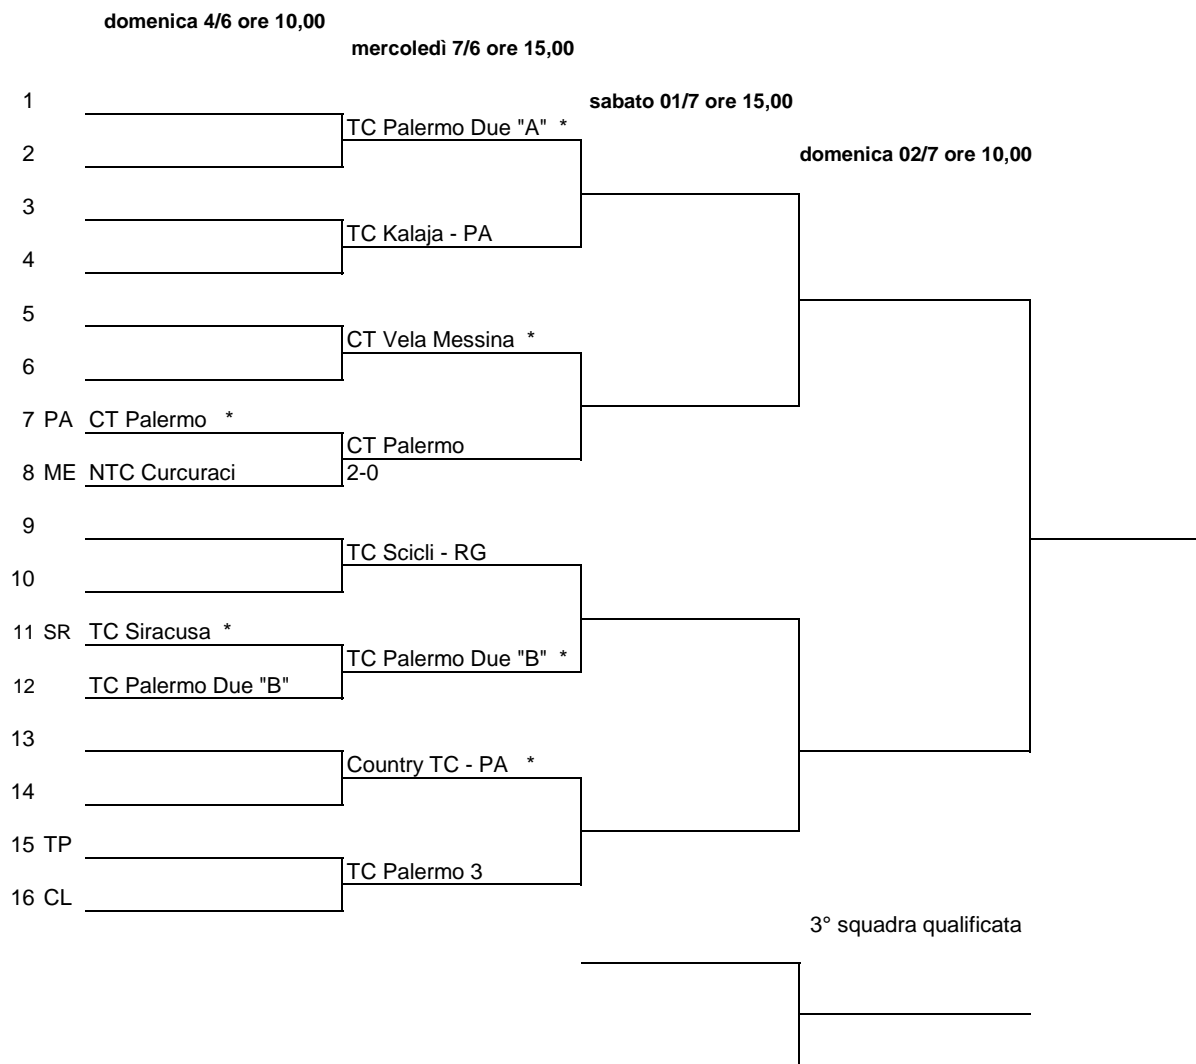 domenica 4/6 ore 10,00
mercoledì 7/6 ore 15,00
1
sabato 01/7 ore 15,00
TC Palermo Due "A" *
2
domenica 02/7 ore 10,00
3
TC Kalaja - PA
4
5
CT Vela Messina *
6
7 PA CT Palermo *
CT Palermo
8 ME NTC Curcuraci 2-0
9
TC Scicli - RG
10
11 SR TC Siracusa *
TC Palermo Due "B" *
12 TC Palermo Due "B"
13
Country TC - PA *
14
15 TP
TC Palermo 3
16 CL
3° squadra qualificata